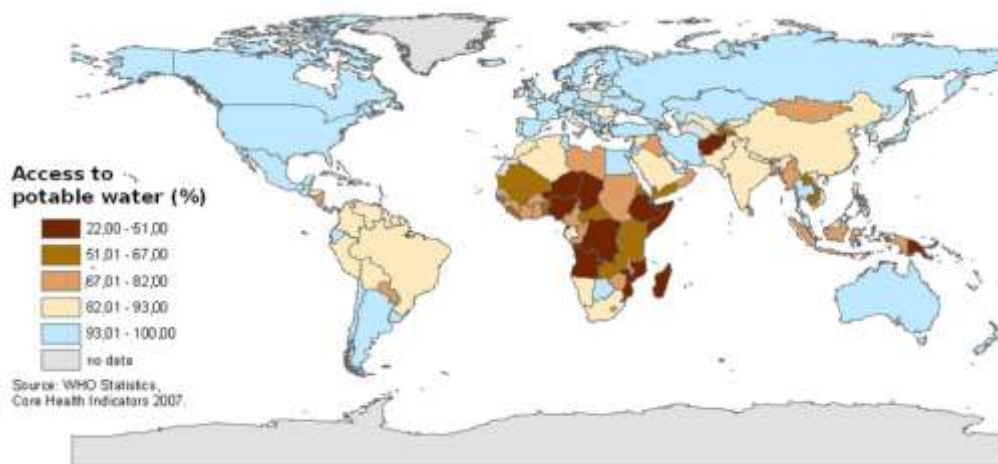 Access to
potable water (%)
22,00 - 51,00
51,01 - 67,00
67,01 - 82,00
82,01 - 93,00
93,01 - 100,00
no data
Source: WHO Statistics,
Core Health Indicators 2007.